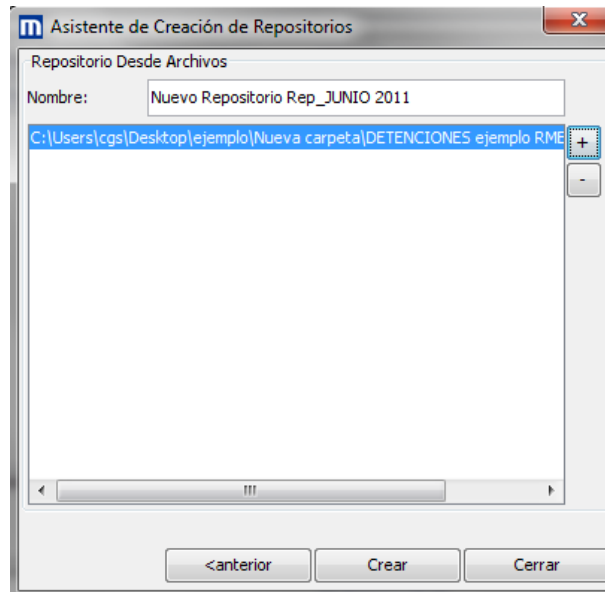 m Asistente de Creación de Repositorios
Repositorio Desde Archivos
Nombre: Nuevo Repositorio Rep_JUNIO 2011
C:\Users\cgs\Desktop\ejemplo\Nueva carpeta\DETENCIONES ejemplo RME
+
-
<anterior Crear Cerrar